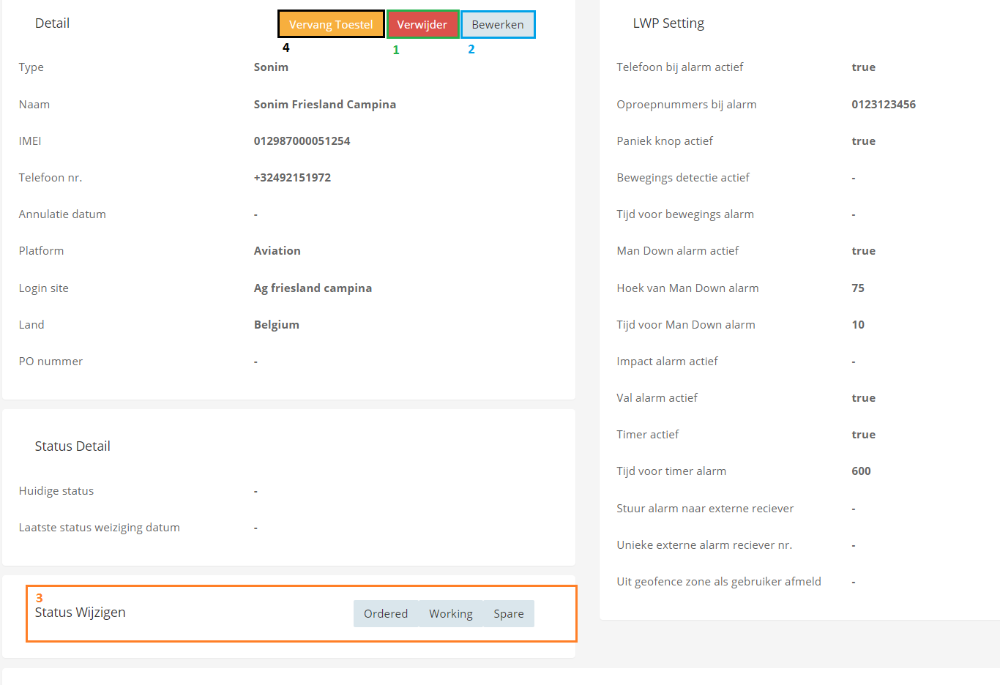 Detail
Vervang Toestel Verwijder Bewerken
4 1 2
Type Sonim
Naam Sonim Friesland Campina
IMEI 012987000051254
Telefoon nr. +32492151972
Annulatie datum -
Platform Aviation
Login site Ag friesland campina
Land Belgium
PO nummer -
Status Detail
Huidige status -
Laatste status weiziging datum -
3
Status Wijzigen Ordered Working Spare
LWP Setting
Telefoon bij alarm actief true
Oproepnummers bij alarm 0123123456
Paniek knop actief true
Bewegings detectie actief -
Tijd voor bewegings alarm -
Man Down alarm actief true
Hoek van Man Down alarm 75
Tijd voor Man Down alarm 10
Impact alarm actief -
Val alarm actief true
Timer actief true
Tijd voor timer alarm 600
Stuur alarm naar externe reciever -
Unieke externe alarm reciever nr. -
Uit geofence zone als gebruiker afmeld -